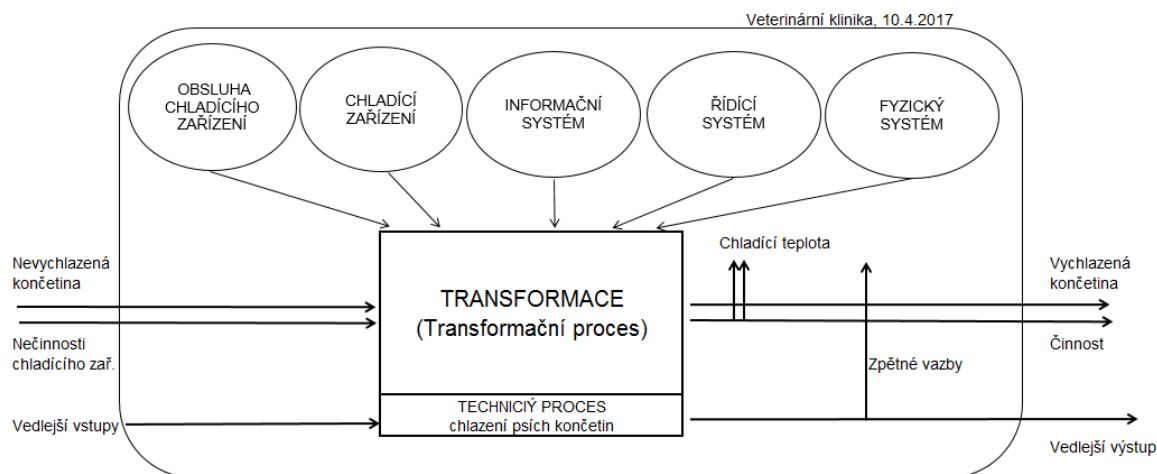 Veterinární klinika, 10.4.2017
OBSLUHA
CHLADÍCÍHO
ZAŘÍZENÍ
CHLADÍCÍ
ZAŘÍZENÍ
INFORMAČNÍ
SYSTÉM
ŘÍDÍCÍ
SYSTÉM
FYZICKÝ
SYSTÉM
Nevychlazená
končetina
Nečinnosti
chladícího zař.
Vedlejší vstupy
TRANSFORMACE
(Transformační proces)
TECHNICIÝ PROCES
chlazení psích končetin
Chladící teplota
Zpětné vazby
Vychlazená
končetina
Činnost
Vedlejší výstup